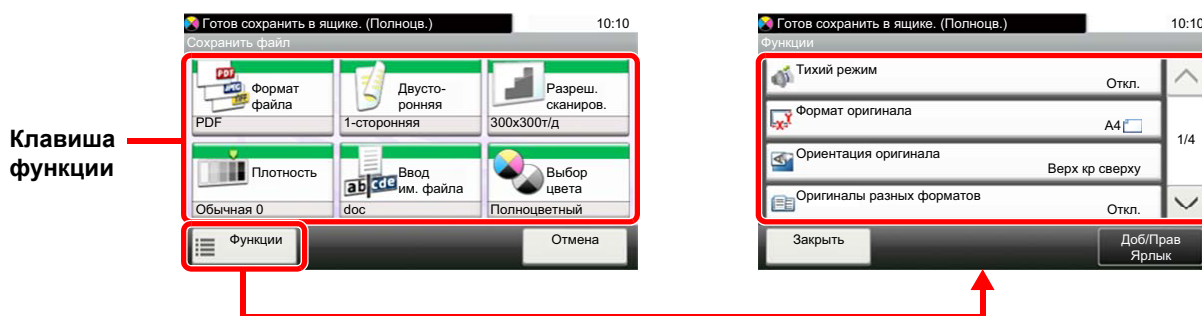 Клавиша
функции
Готов сохранить в ящике. (Полноцв.) 10:10
Сохранить файл
PDF
Формат
файла
PDF
Двусто-
ронняя
1-сторонняя
Разреш.
сканиров.
300x300т/д
Плотность
Обычная 0
ab cde
Ввод
им. файла
doc
Выбор
цвета
Полноцветный
Функции
Отмена
Готов сохранить в ящике. (Полноцв.) 10:10
Функции
Тихий режим
Откл.
Формат оригинала
A4
Ориентация оригинала
Верх кр сверху
Оригиналы разных форматов
Откл.
1/4
Закрыть
Доб/Прав
Ярлык